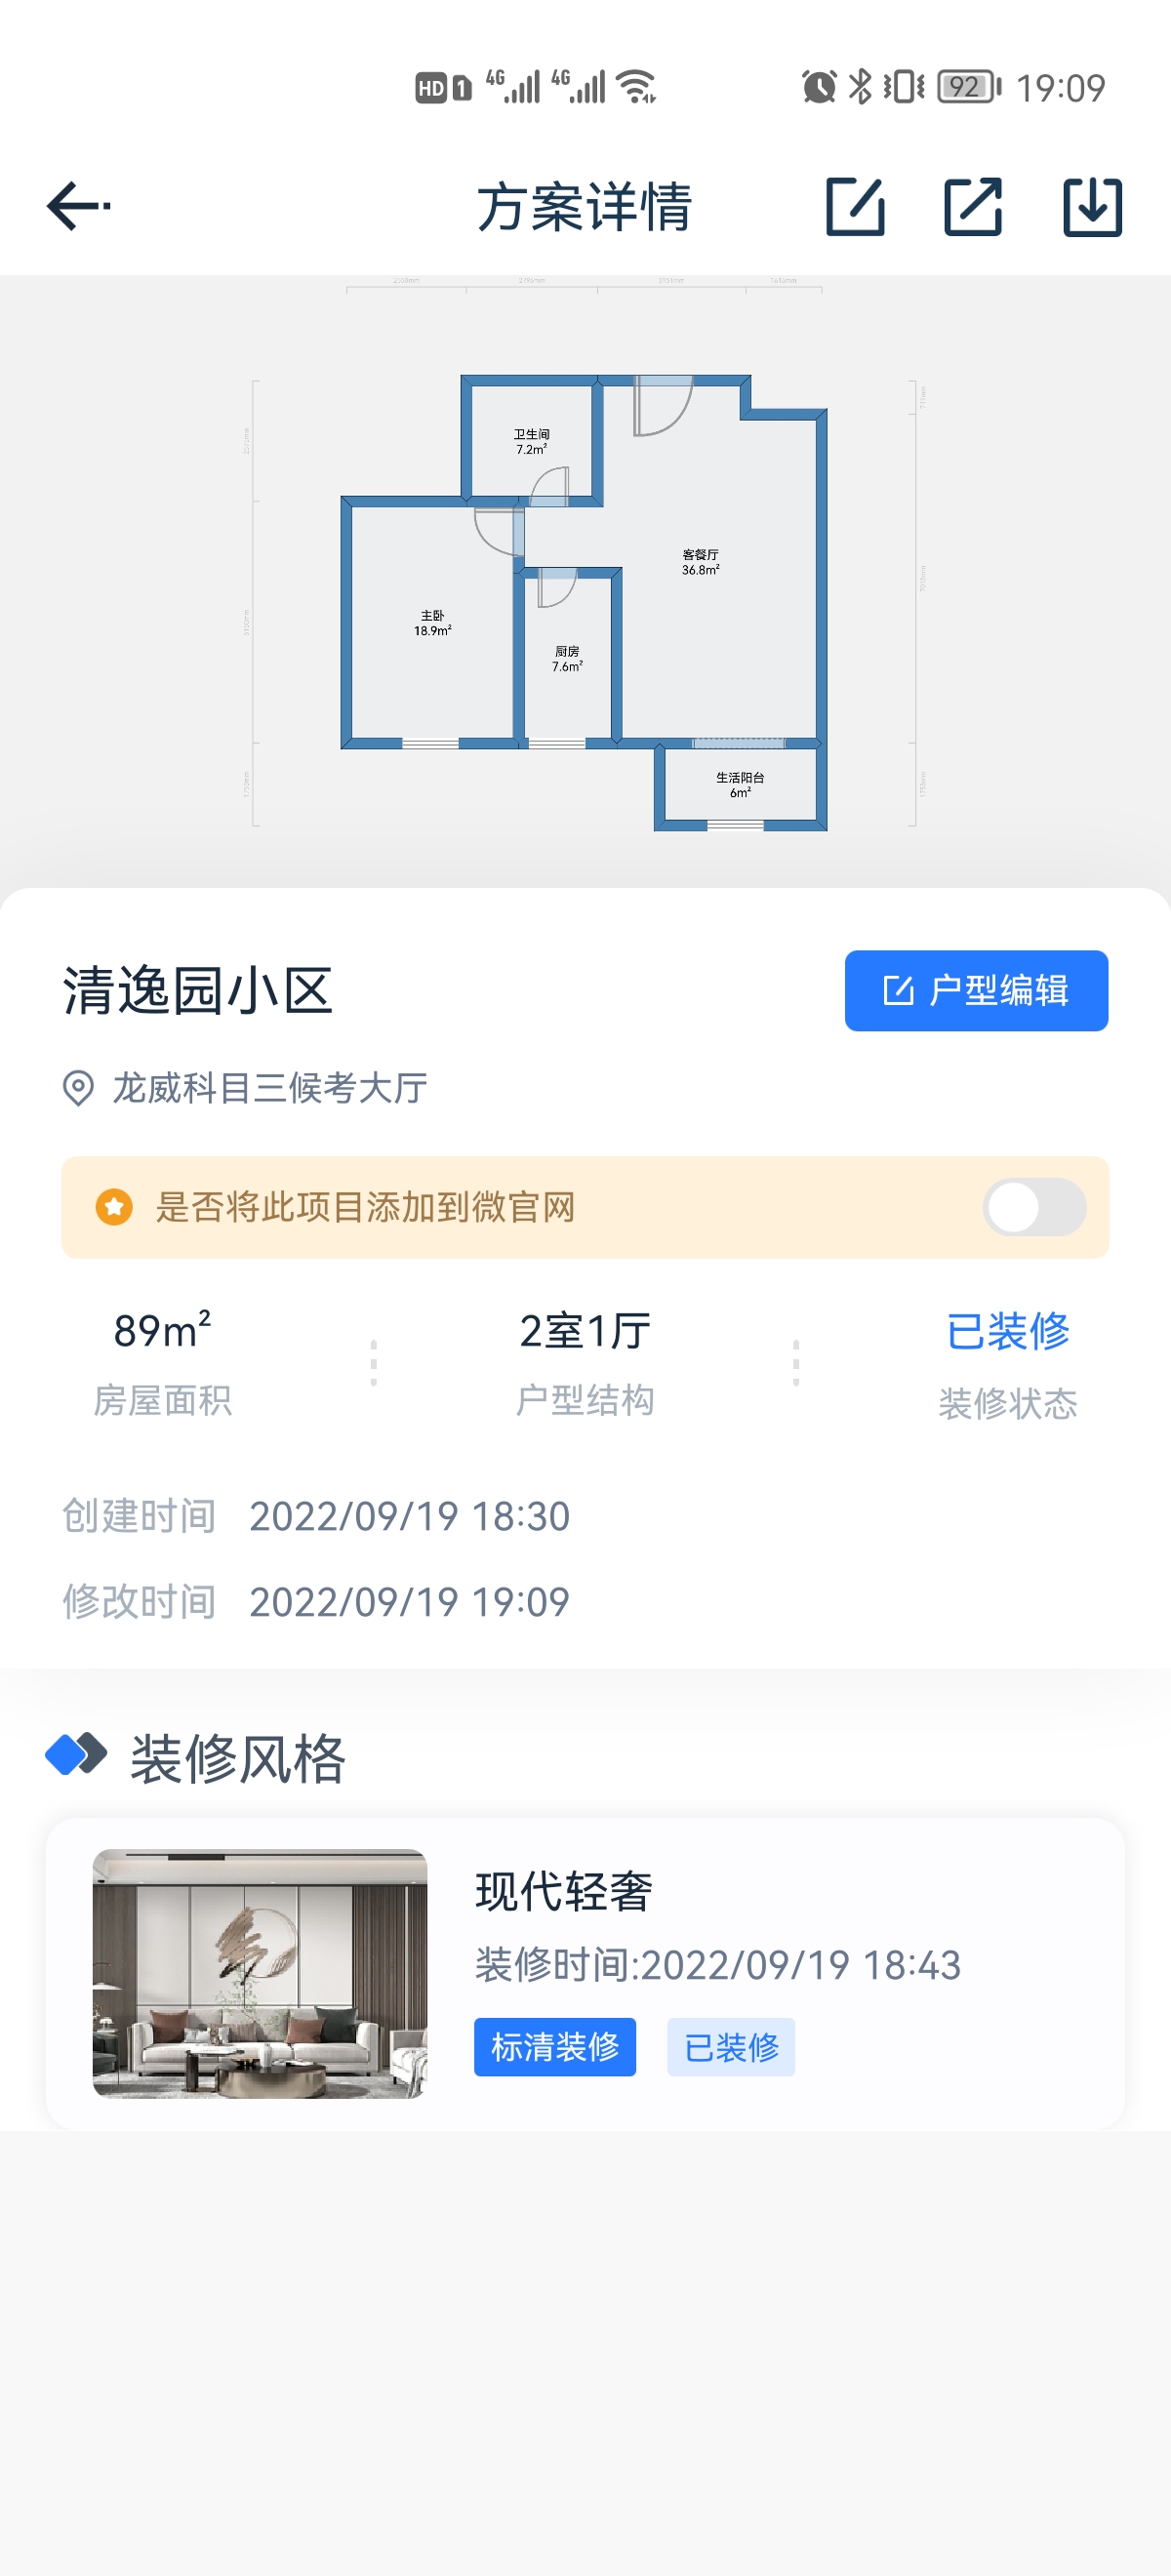 HD 1 4G 4G 92 19:09
方案详情
卫生间
7.2m²
客餐厅
36.8m²
主卧
18.9m²
厨房
7.6m²
生活阳台
6m²
清逸园小区
户型编辑
龙威科目三候考大厅
是否将此项目添加到微官网
89m² 2室1厅 已装修
房屋面积 户型结构 装修状态
创建时间 2022/09/19 18:30
修改时间 2022/09/19 19:09
装修风格
现代轻奢
装修时间:2022/09/19 18:43
标清装修 已装修